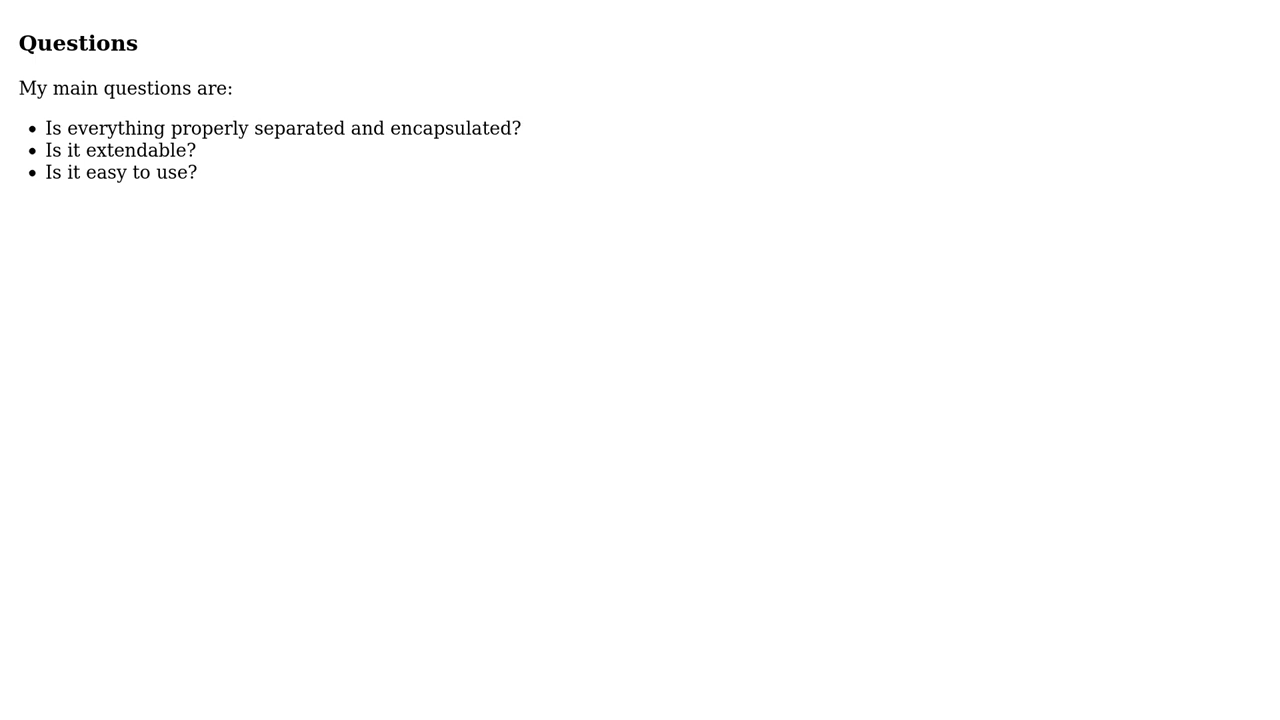 Questions
My main questions are:
• Is everything properly separated and encapsulated?
• Is it extendable?
• Is it easy to use?